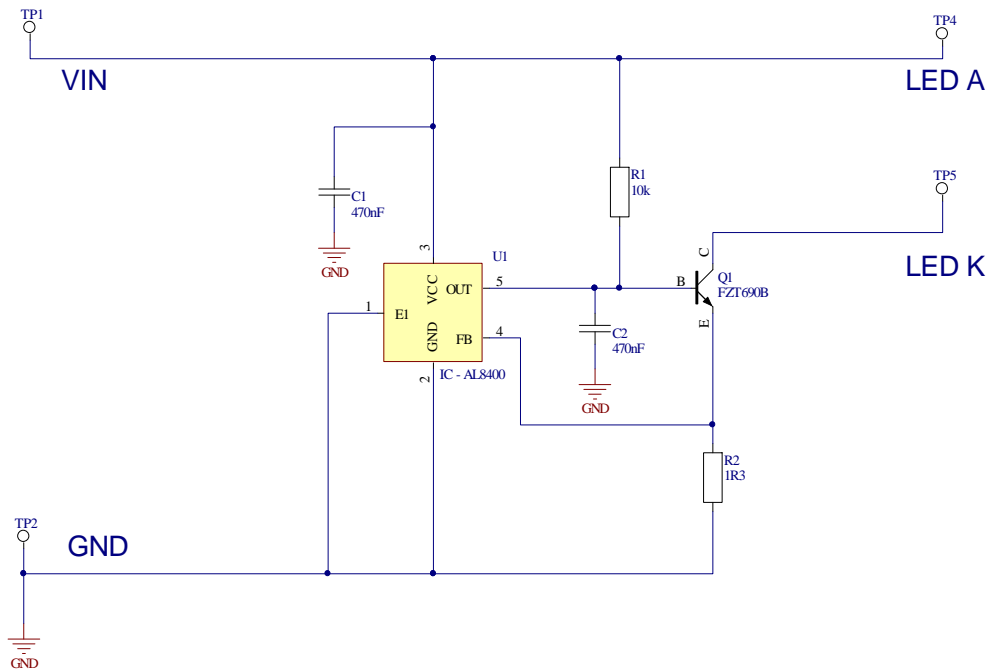 TP1
TP4
VIN
LED A
R1
10k
TP5
C1
470nF
GND
3
U1
LED K
C
VCC
OUT
5
B
Q1
FZT690B
1
E1
GND
FB
4
E
C2
470nF
2
IC - AL8400
GND
R2
1R3
TP2
GND
GND